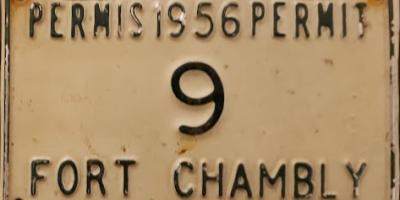 PERMIS 1956 PERMIT
9
FORT CHAMBLY